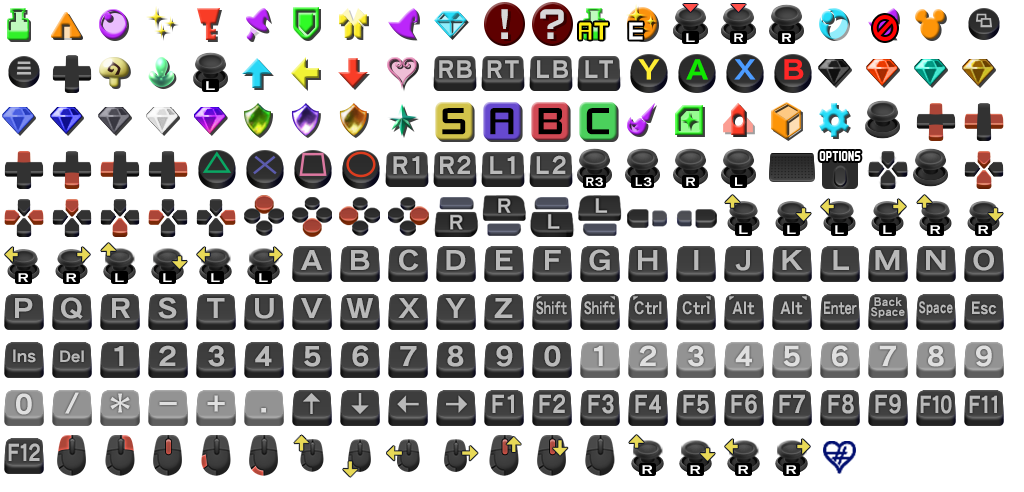 ! ? AT E L R R
L RB RT LB LT Y A X B
S A B C
R1 R2 L1 L2 R3 L3 R L OPTIONS
R R L L L L L L R R
R R L L L L A B C D E F G H I J K L M N O
P Q R S T U V W X Y Z Shift Shift Ctrl Ctrl Alt Alt Enter Back Space Space Esc
Ins Del 1 2 3 4 5 6 7 8 9 0 1 2 3 4 5 6 7 8 9
0 / * - + . ↑ ↓ ← → F1 F2 F3 F4 F5 F6 F7 F8 F9 F10 F11
F12 R R R R